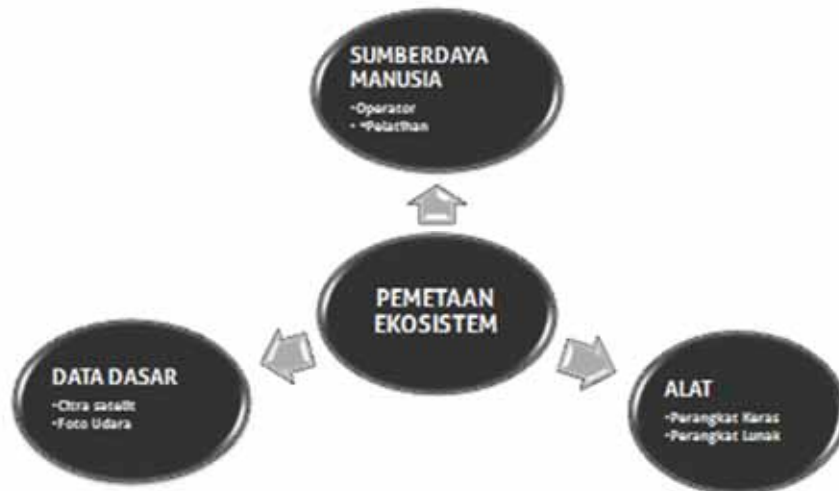 SUMBERDAYA
MANUSIA
•Operator
• •Pelatihan
PEMETAAN
EKOSISTEM
DATA DASAR
•Citra satelit
•Foto Udara
ALAT
•Perangkat Keras
•Perangkat Lunak